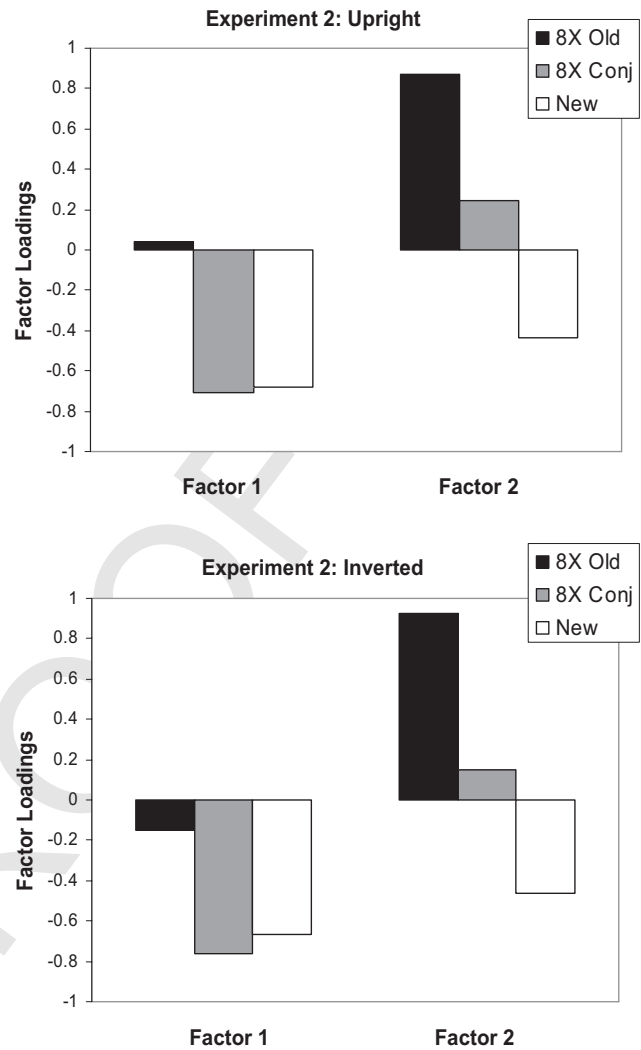 Experiment 2: Upright
8X Old
8X Conj
New
1
0.8
0.6
0.4
0.2
0
-0.2
-0.4
-0.6
-0.8
-1
Factor Loadings
Factor 1
Factor 2
Experiment 2: Inverted
8X Old
8X Conj
New
1
0.8
0.6
0.4
0.2
0
-0.2
-0.4
-0.6
-0.8
-1
Factor Loadings
Factor 1
Factor 2